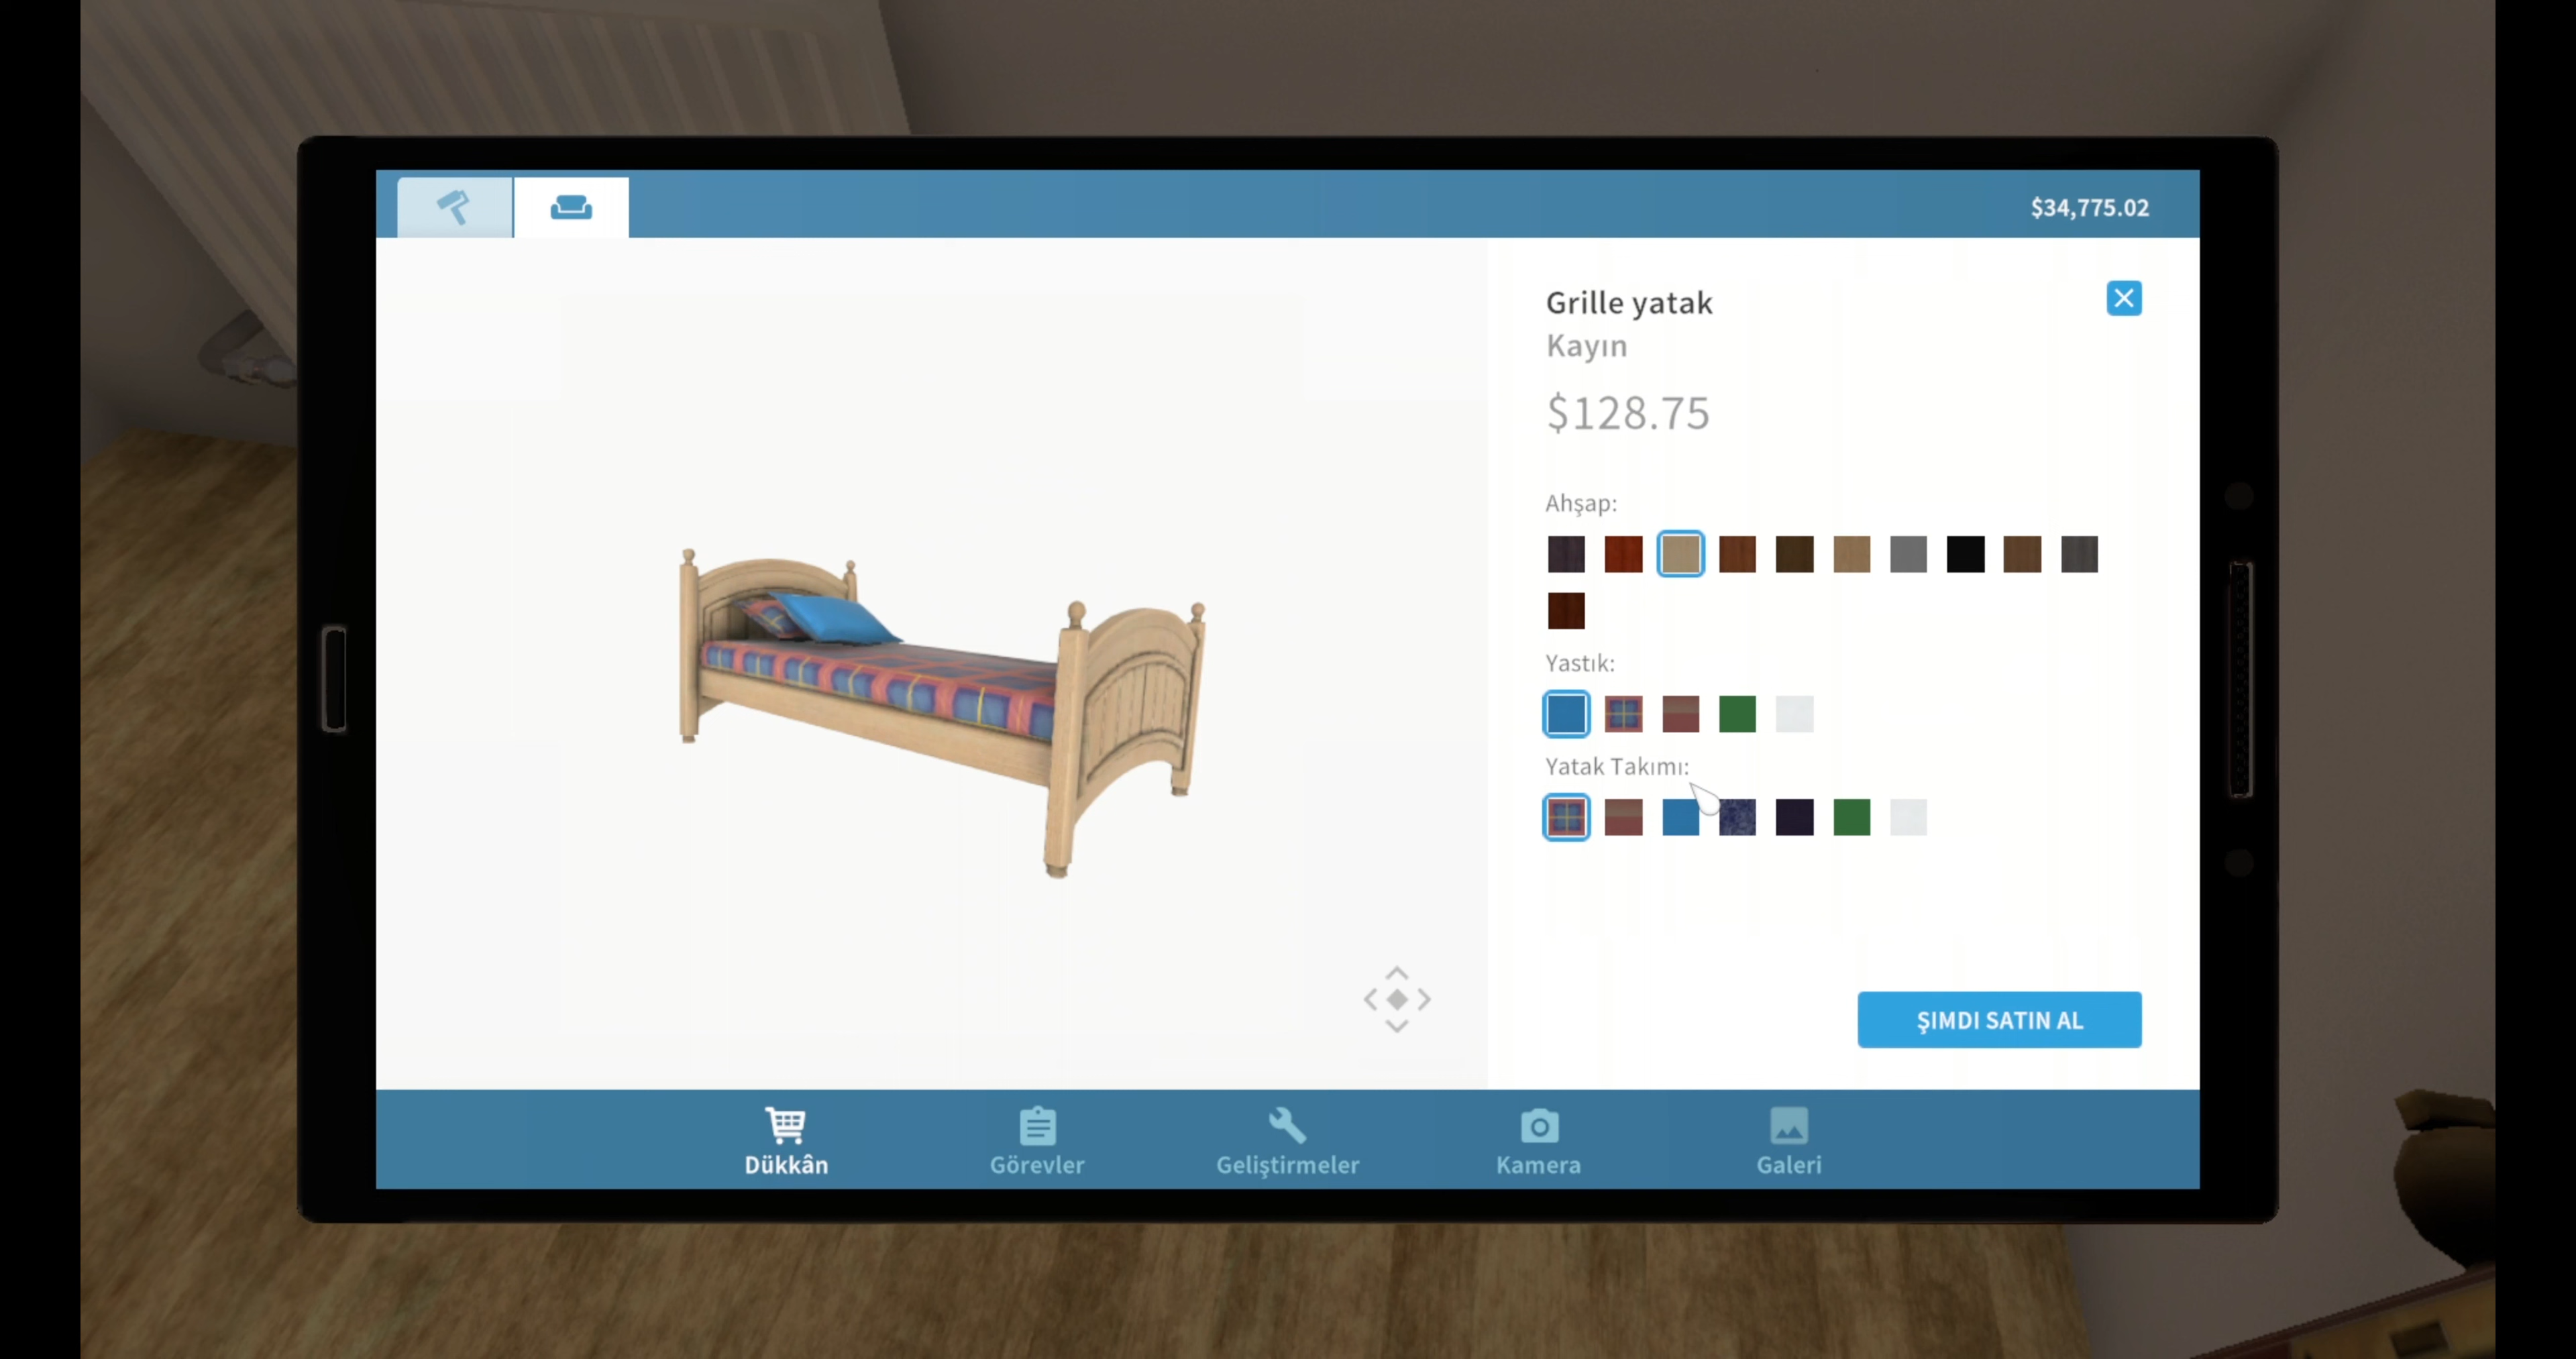 $34,775.02
Grille yatak
Kayın
$128.75
Ahşap:
Yastık:
Yatak Takımı:
ŞIMDI SATIN AL
Dükkân
Görevler
Geliştirmeler
Kamera
Galeri